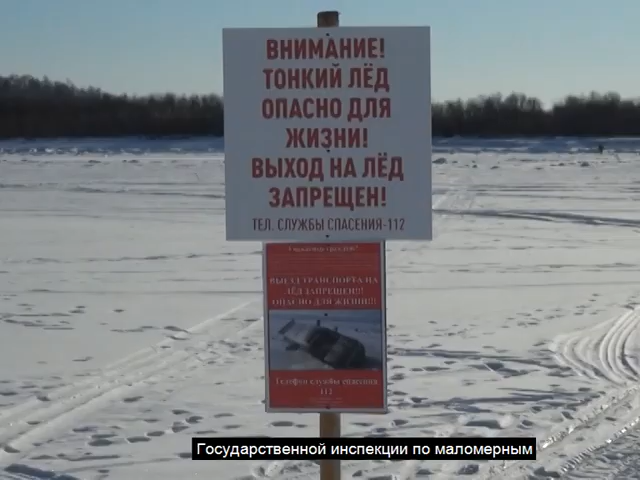 ВНИМАНИЕ!
ТОНКИЙ ЛЁД
ОПАСНО ДЛЯ
ЖИЗНИ!
ВЫХОД НА ЛЁД
ЗАПРЕЩЕН!
ТЕЛ. СЛУЖБЫ СПАСЕНИЯ-112
ВЫЕЗД ТРАНСПОРТА НА
ЛЁД ЗАПРЕЩЕН!!!
ОПАСНО ДЛЯ ЖИЗНИ!!!
Телефон службы спасения
112
Государственной инспекции по маломерным